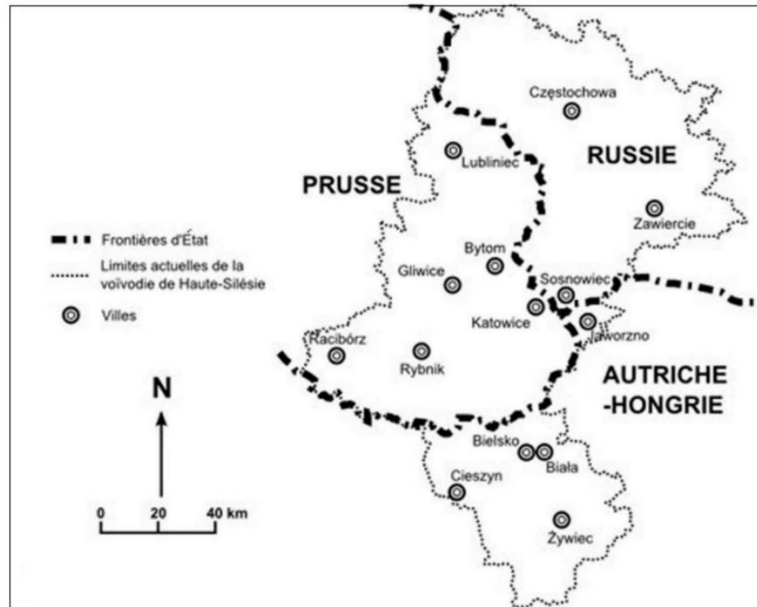 Częstochowa
RUSSIE
Lubliniec
PRUSSE
Zawiercie
Frontières d'État
Bytom
Limites actuelles de la
voïvodie de Haute-Silésie
Gliwice
Sosnowiec
Villes
Katowice
Jaworzno
Racibórz
Rybnik
AUTRICHE
-HONGRIE
N
Bielsko
Biała
Cieszyn
0 20 40 km
Żywiec